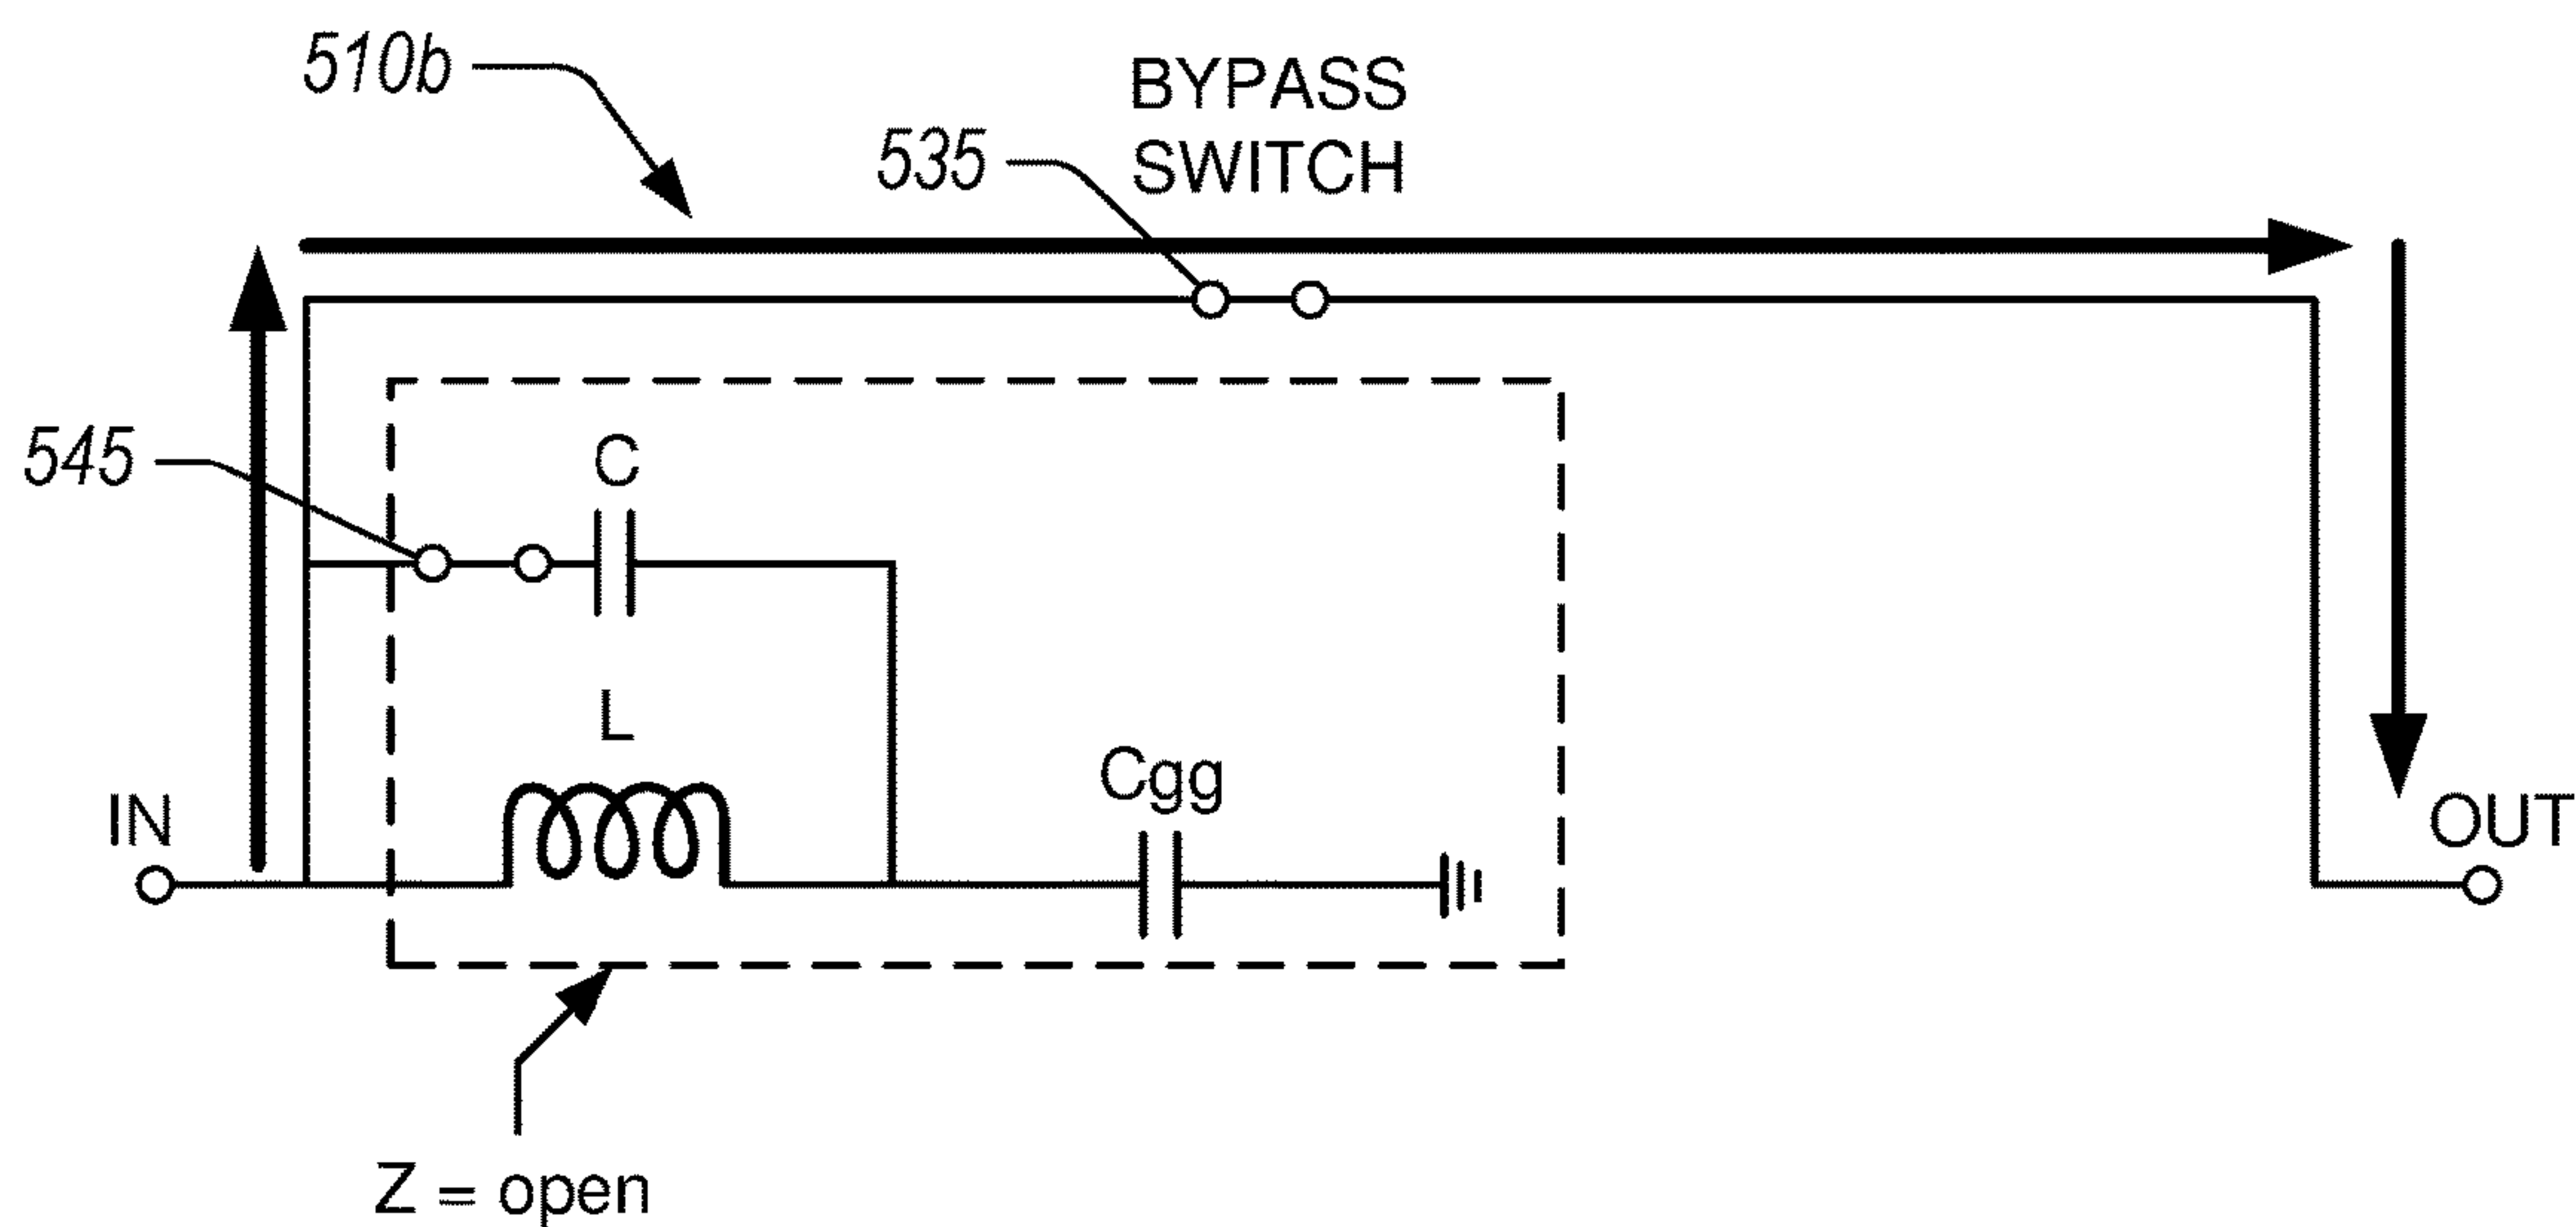 510b
BYPASS
SWITCH
535
545
C
L
Cgg
IN
OUT
Z = open